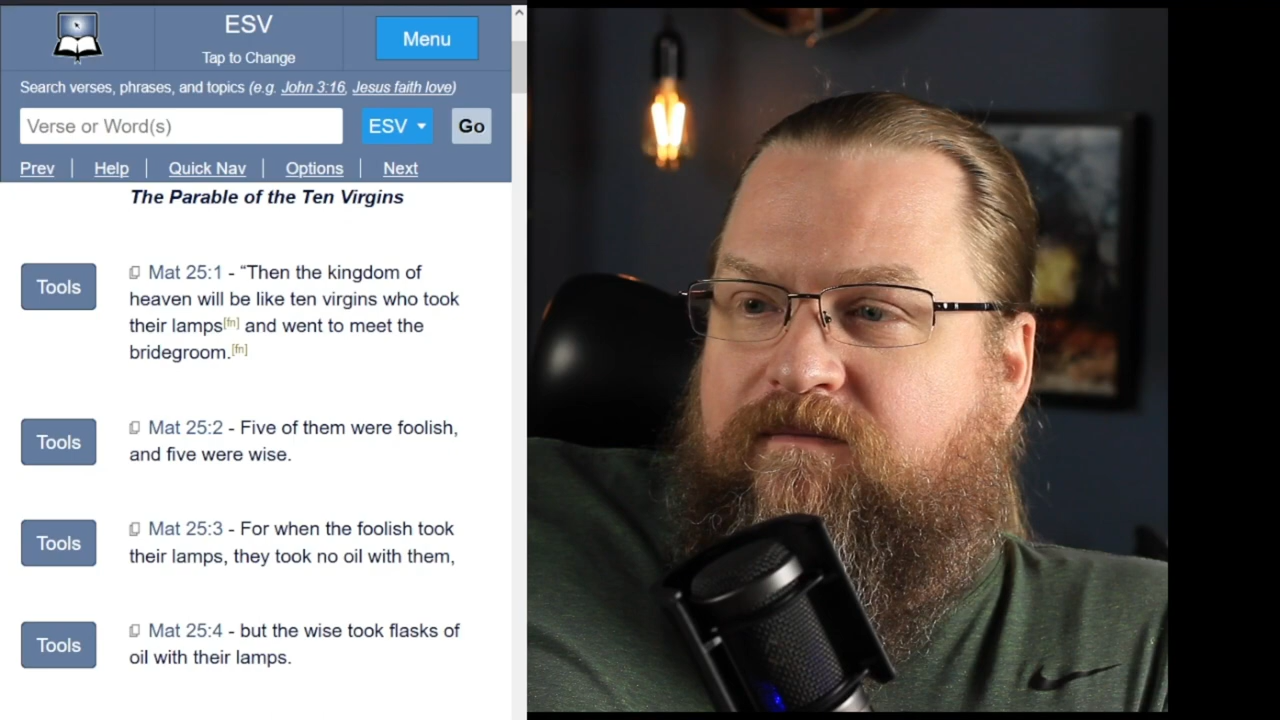 ESV
Tap to Change
Menu
Search verses, phrases, and topics (e.g. John 3:16, Jesus faith love)
Verse or Word(s)
ESV
Go
Prev | Help | Quick Nav | Options | Next
The Parable of the Ten Virgins
Tools
Mat 25:1 - “Then the kingdom of
heaven will be like ten virgins who took
their lamps[fn] and went to meet the
bridegroom.[fn]
Tools
Mat 25:2 - Five of them were foolish,
and five were wise.
Tools
Mat 25:3 - For when the foolish took
their lamps, they took no oil with them,
Tools
Mat 25:4 - but the wise took flasks of
oil with their lamps.